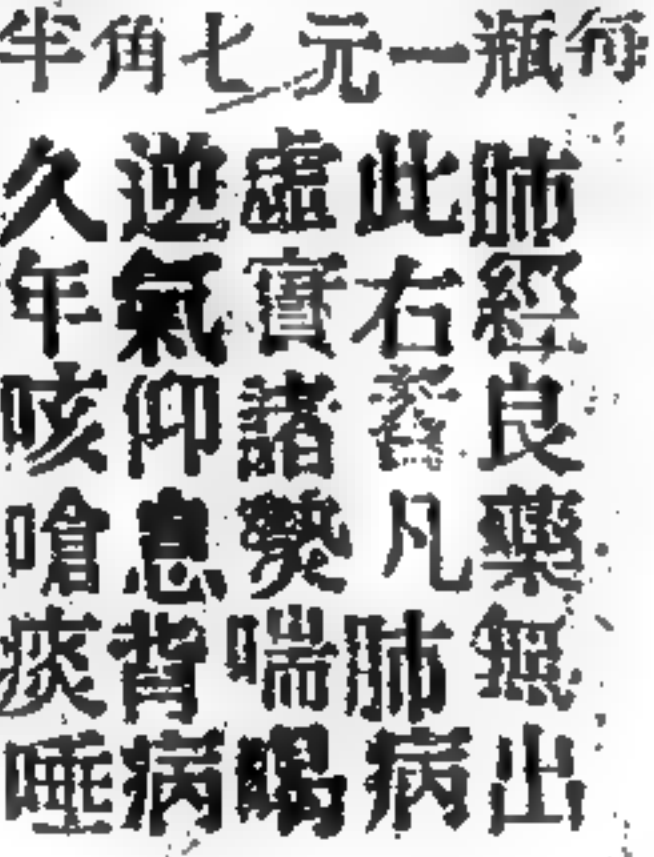 每瓶一元七角半
肺經良藥無出
此右凡肺病
虛實諸喘喝
逆氣仰息背病
久年咳嗆痰唾